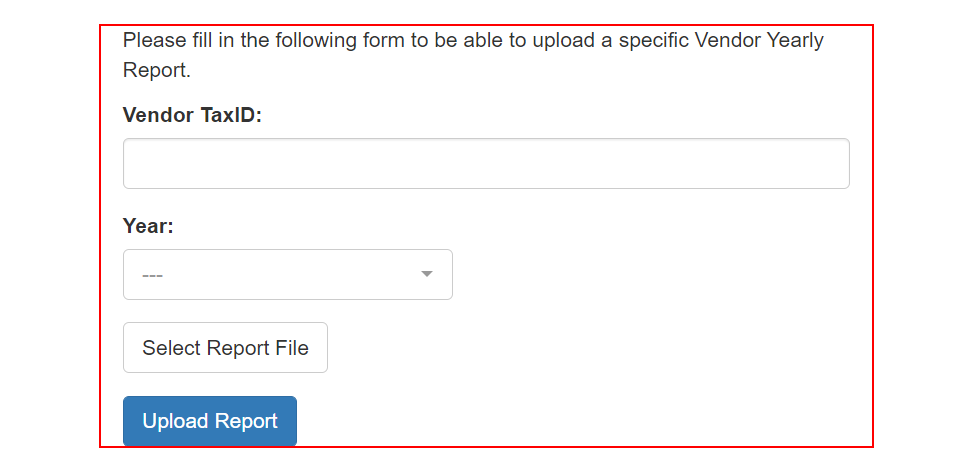 Please fill in the following form to be able to upload a specific Vendor Yearly
Report.
Vendor TaxID:
Year:
---
Select Report File
Upload Report